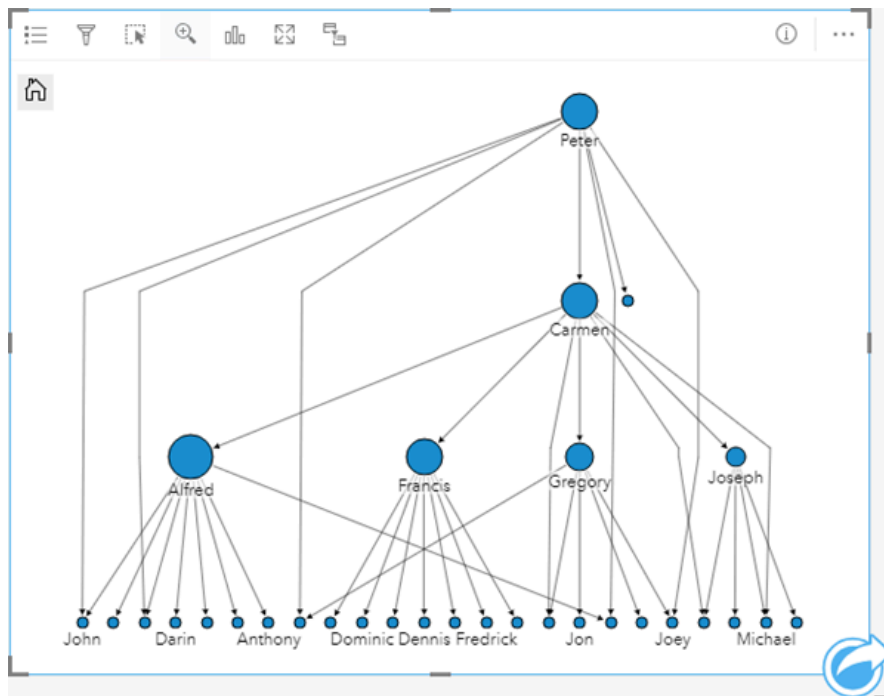 Peter
Carmen
Alfred
Francis
Gregory
Joseph
John
Darin
Anthony
Dominic
Dennis
Fredrick
Jon
Joey
Michael